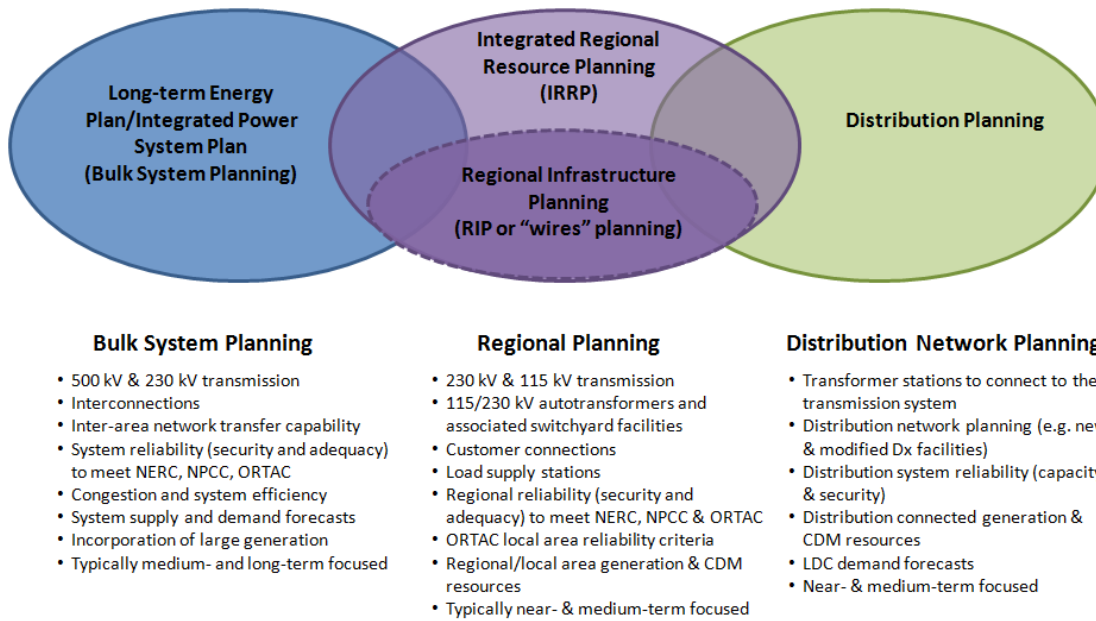 Long-term Energy
Plan/Integrated Power
System Plan
(Bulk System Planning)
Integrated Regional
Resource Planning
(IRRP)
Regional Infrastructure
Planning
(RIP or “wires” planning)
Distribution Planning
Bulk System Planning
• 500 kV & 230 kV transmission
• Interconnections
• Inter-area network transfer capability
• System reliability (security and adequacy)
to meet NERC, NPCC, ORTAC
• Congestion and system efficiency
• System supply and demand forecasts
• Incorporation of large generation
• Typically medium- and long-term focused
Regional Planning
• 230 kV & 115 kV transmission
• 115/230 kV autotransformers and
associated switchyard facilities
• Customer connections
• Load supply stations
• Regional reliability (security and
adequacy) to meet NERC, NPCC & ORTAC
• ORTAC local area reliability criteria
• Regional/local area generation & CDM
resources
• Typically near- & medium-term focused
Distribution Network Planning
• Transformer stations to connect to the
transmission system
• Distribution network planning (e.g. new
& modified Dx facilities)
• Distribution system reliability (capacity
& security)
• Distribution connected generation &
CDM resources
• LDC demand forecasts
• Near- & medium-term focused